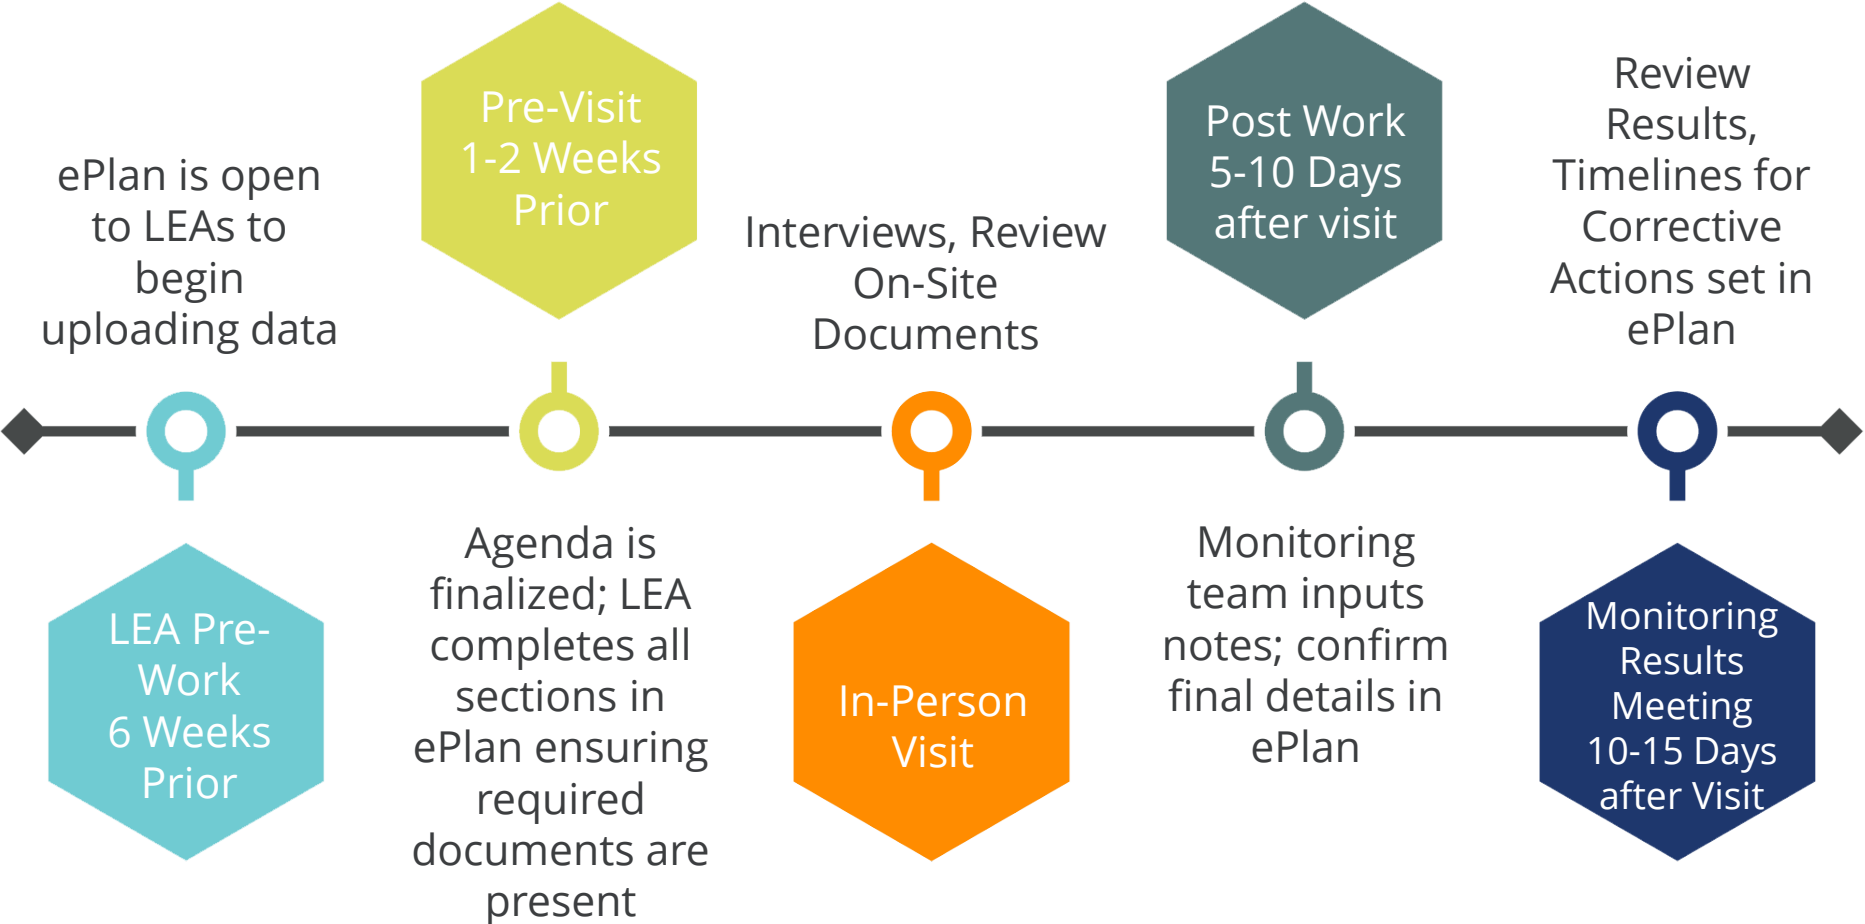 ePlan is open
to LEAs to
begin
uploading data
LEA Pre-
Work
6 Weeks
Prior
Pre-Visit
1-2 Weeks
Prior
Agenda is
finalized; LEA
completes all
sections in
ePlan ensuring
required
documents are
present
Interviews, Review
On-Site
Documents
In-Person
Visit
Post Work
5-10 Days
after visit
Monitoring
team inputs
notes; confirm
final details in
ePlan
Review
Results,
Timelines for
Corrective
Actions set in
ePlan
Monitoring
Results
Meeting
10-15 Days
after Visit